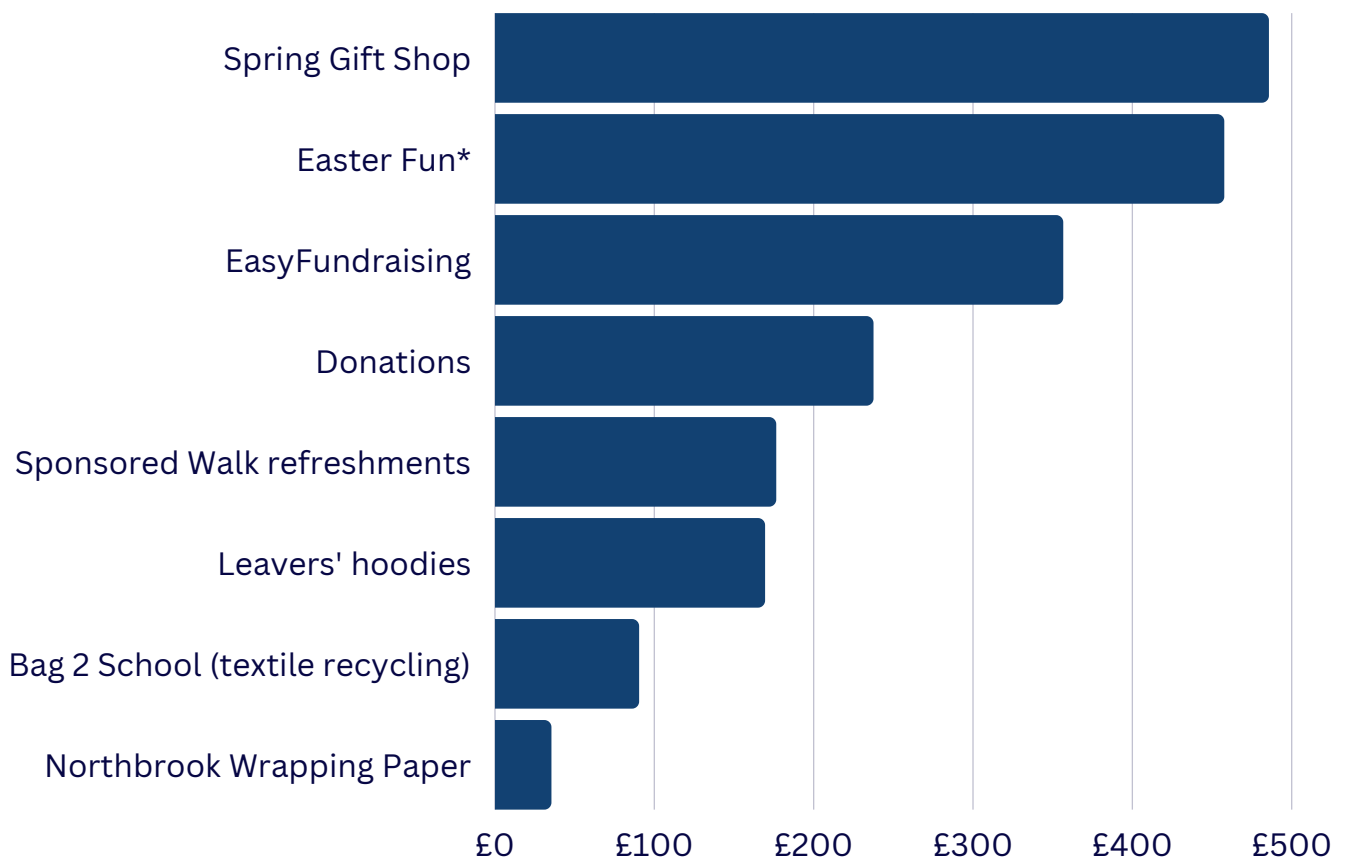 Spring Gift Shop
Easter Fun*
EasyFundraising
Donations
Sponsored Walk refreshments
Leavers' hoodies
Bag 2 School (textile recycling)
Northbrook Wrapping Paper
£0 £100 £200 £300 £400 £500